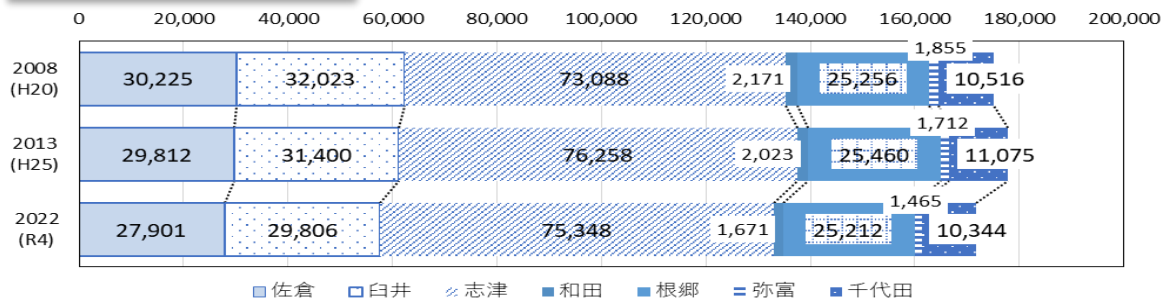 0 20,000 40,000 60,000 80,000 100,000 120,000 140,000 160,000 180,000 200,000
1,855
2008 30,225 32,023 73,088 2,171 25,256 10,516
(H20)
1,712
2013 29,812 31,400 76,258 2,023 25,460 11,075
(H25)
1,465
2022 27,901 29,806 75,348 1,671 25,212 10,344
(R4)
佐倉 臼井 志津 和田 根郷 弥富 千代田